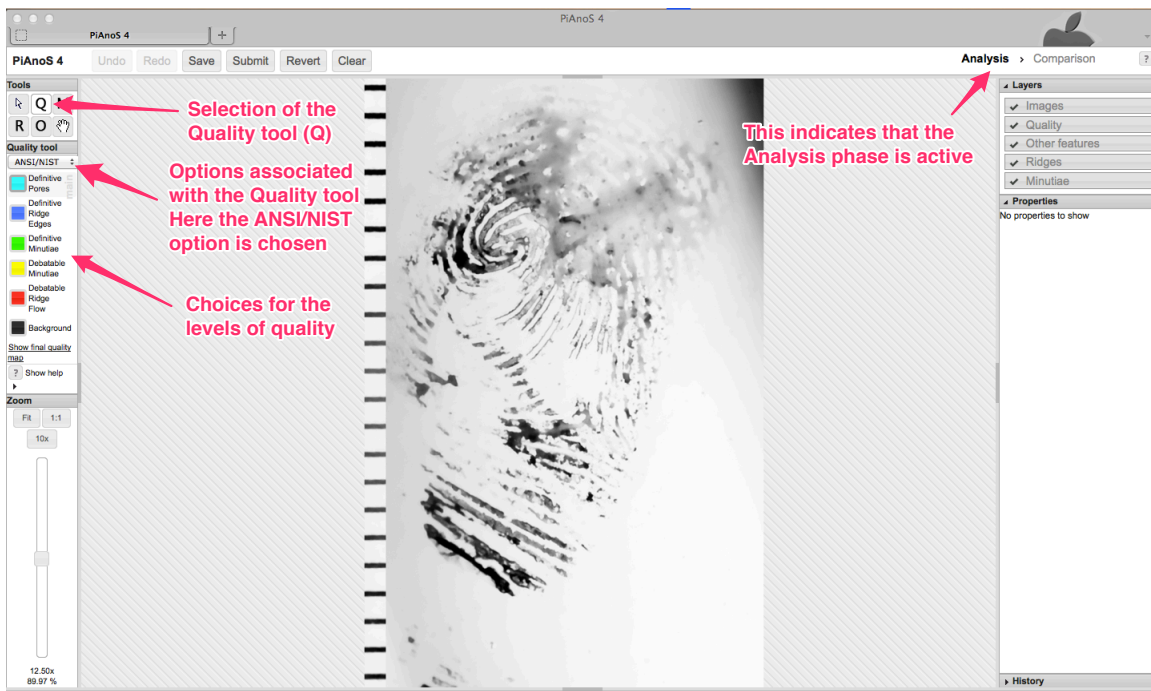 PiAnoS 4
PiAnoS 4
PiAnoS 4 Undo Redo Save Submit Revert Clear
Analysis › Comparison ?
Tools
Q
R O
Quality tool
ANSI/NIST
main
Definitive
Pores
Definitive
Ridge
Edges
Definitive
Minutiae
Debatable
Minutiae
Debatable
Ridge
Flow
Background
Show final quality
map
? Show help
Zoom
Fit 1:1
10x
12.50x
89.97 %
Selection of the
Quality tool (Q)
Options associated
with the Quality tool
Here the ANSI/NIST
option is chosen
Choices for the
levels of quality
This indicates that the
Analysis phase is active
Layers
Images
Quality
Other features
Ridges
Minutiae
Properties
No properties to show
History